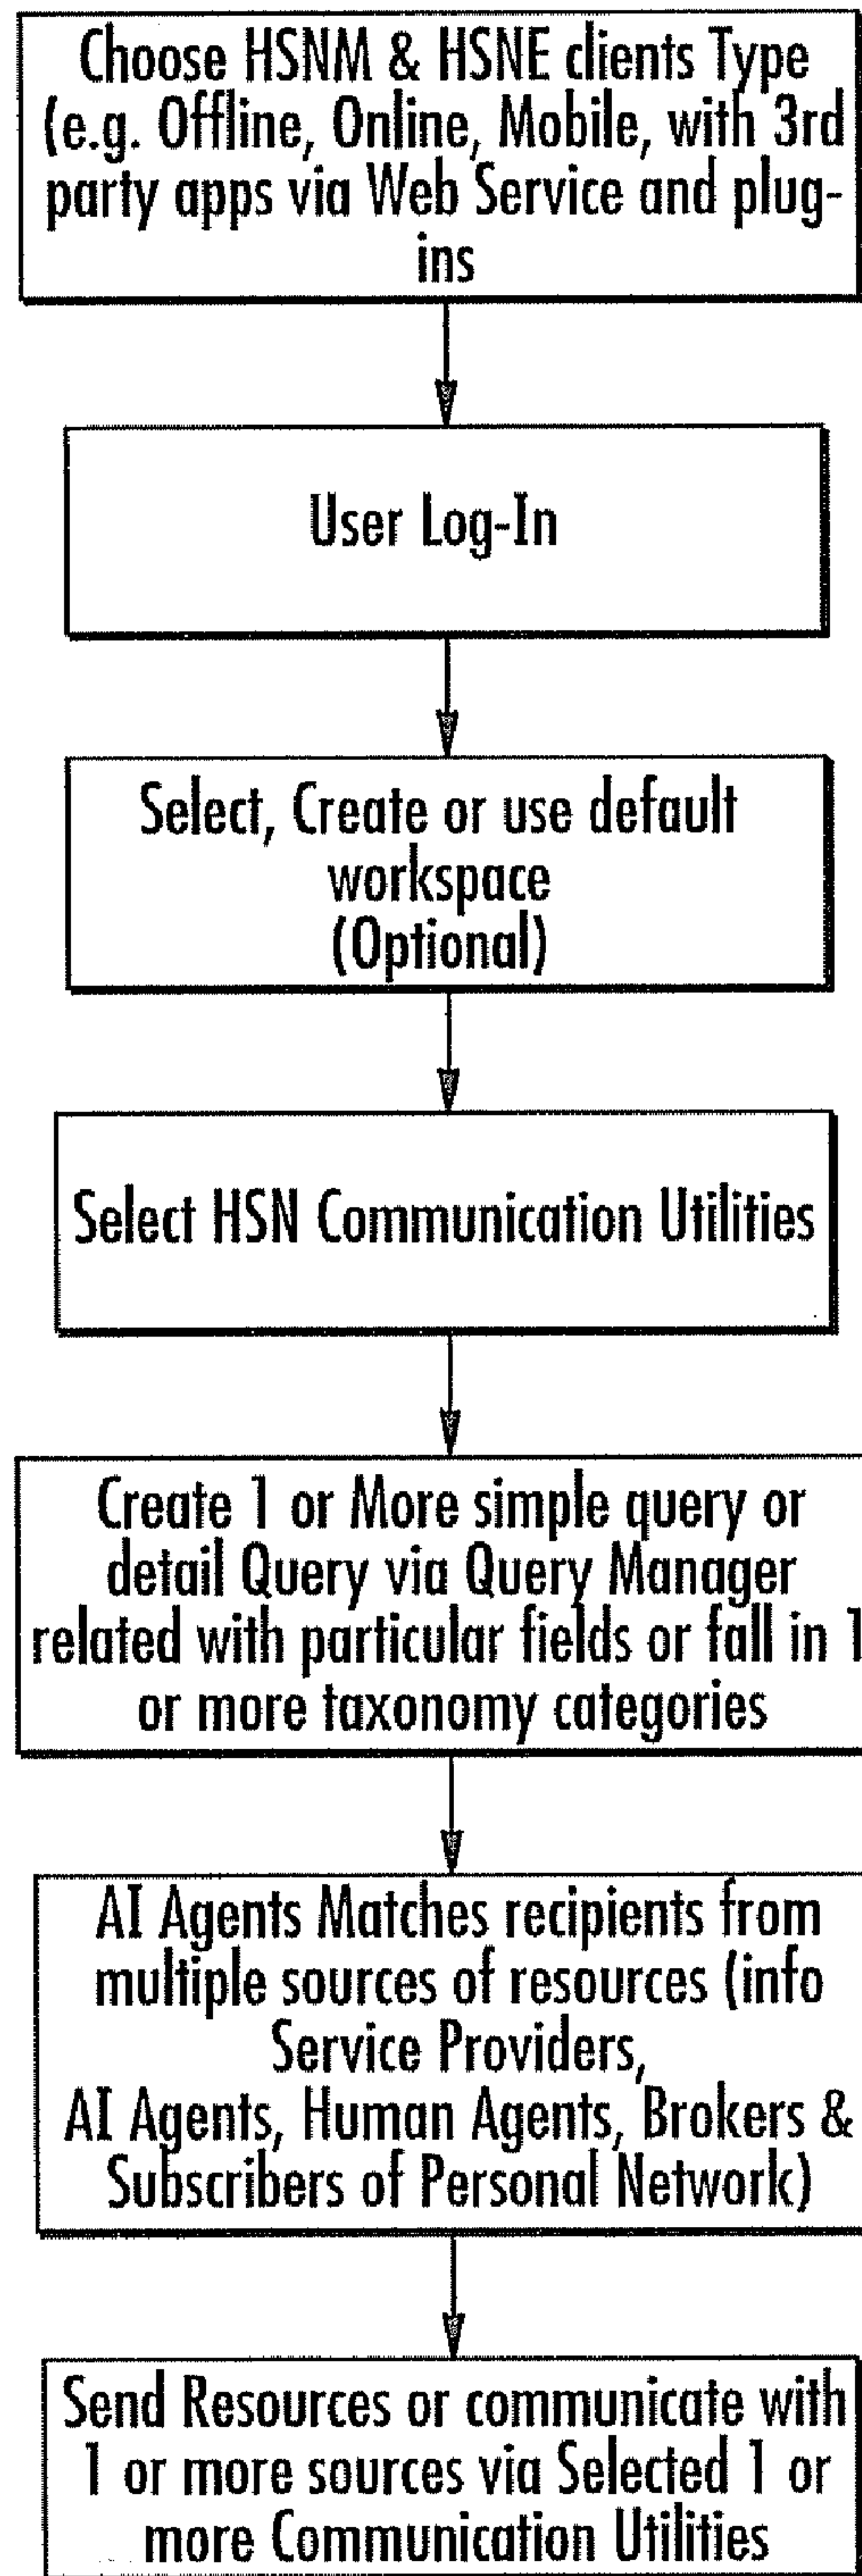 Choose HSNM & HSNE clients Type
(e.g. Offline, Online, Mobile, with 3rd
party apps via Web Service and plug-
ins
User Log-In
Select, Create or use default
workspace
(Optional)
Select HSN Communication Utilities
Create 1 or More simple query or
detail Query via Query Manager
related with particular fields or fall in 1
or more taxonomy categories
AI Agents Matches recipients from
multiple sources of resources (info
Service Providers,
AI Agents, Human Agents, Brokers &
Subscribers of Personal Network)
Send Resources or communicate with
1 or more sources via Selected 1 or
more Communication Utilities